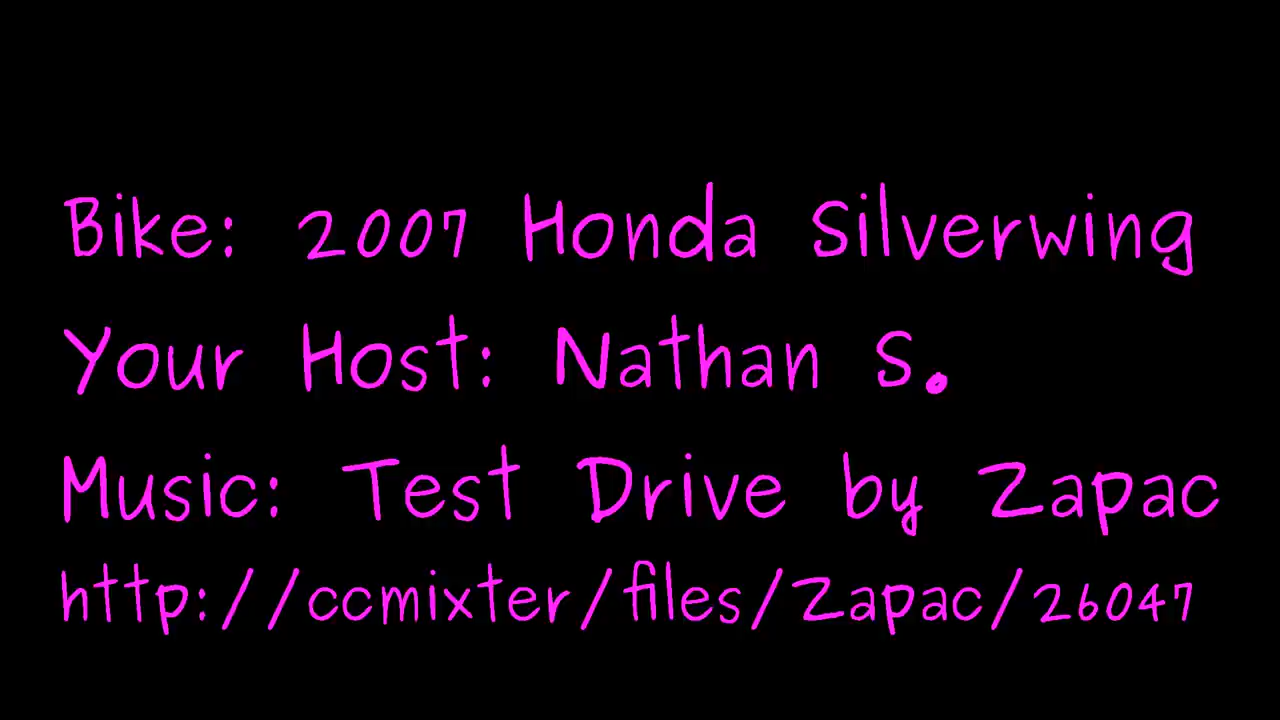 Bike: 2007 Honda Silverwing
Your Host: Nathan S.
Music: Test Drive by Zapac
http://ccmixter/files/Zapac/26047